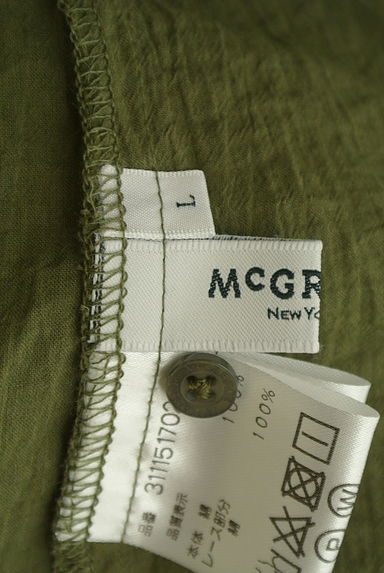 L
McGR
NEW YO
品番 31115170
品質表示
本体 綿 100%
レース部分
綿 100%
P
W